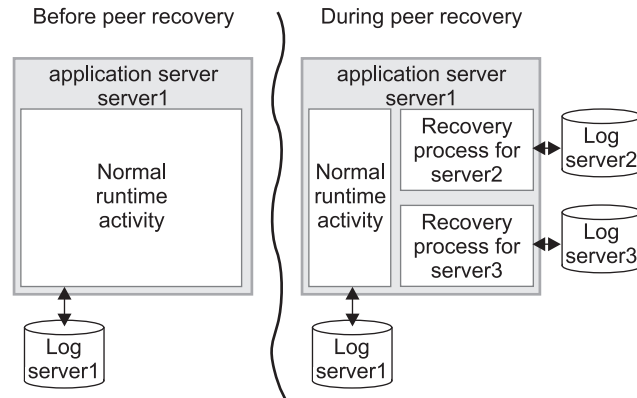 Before peer recovery
application server
server1
Normal
runtime
activity
Log
server1
During peer recovery
application server
server1
Normal
runtime
activity
Recovery
process for
server2
Recovery
process for
server3
Log
server2
Log
server3
Log
server1